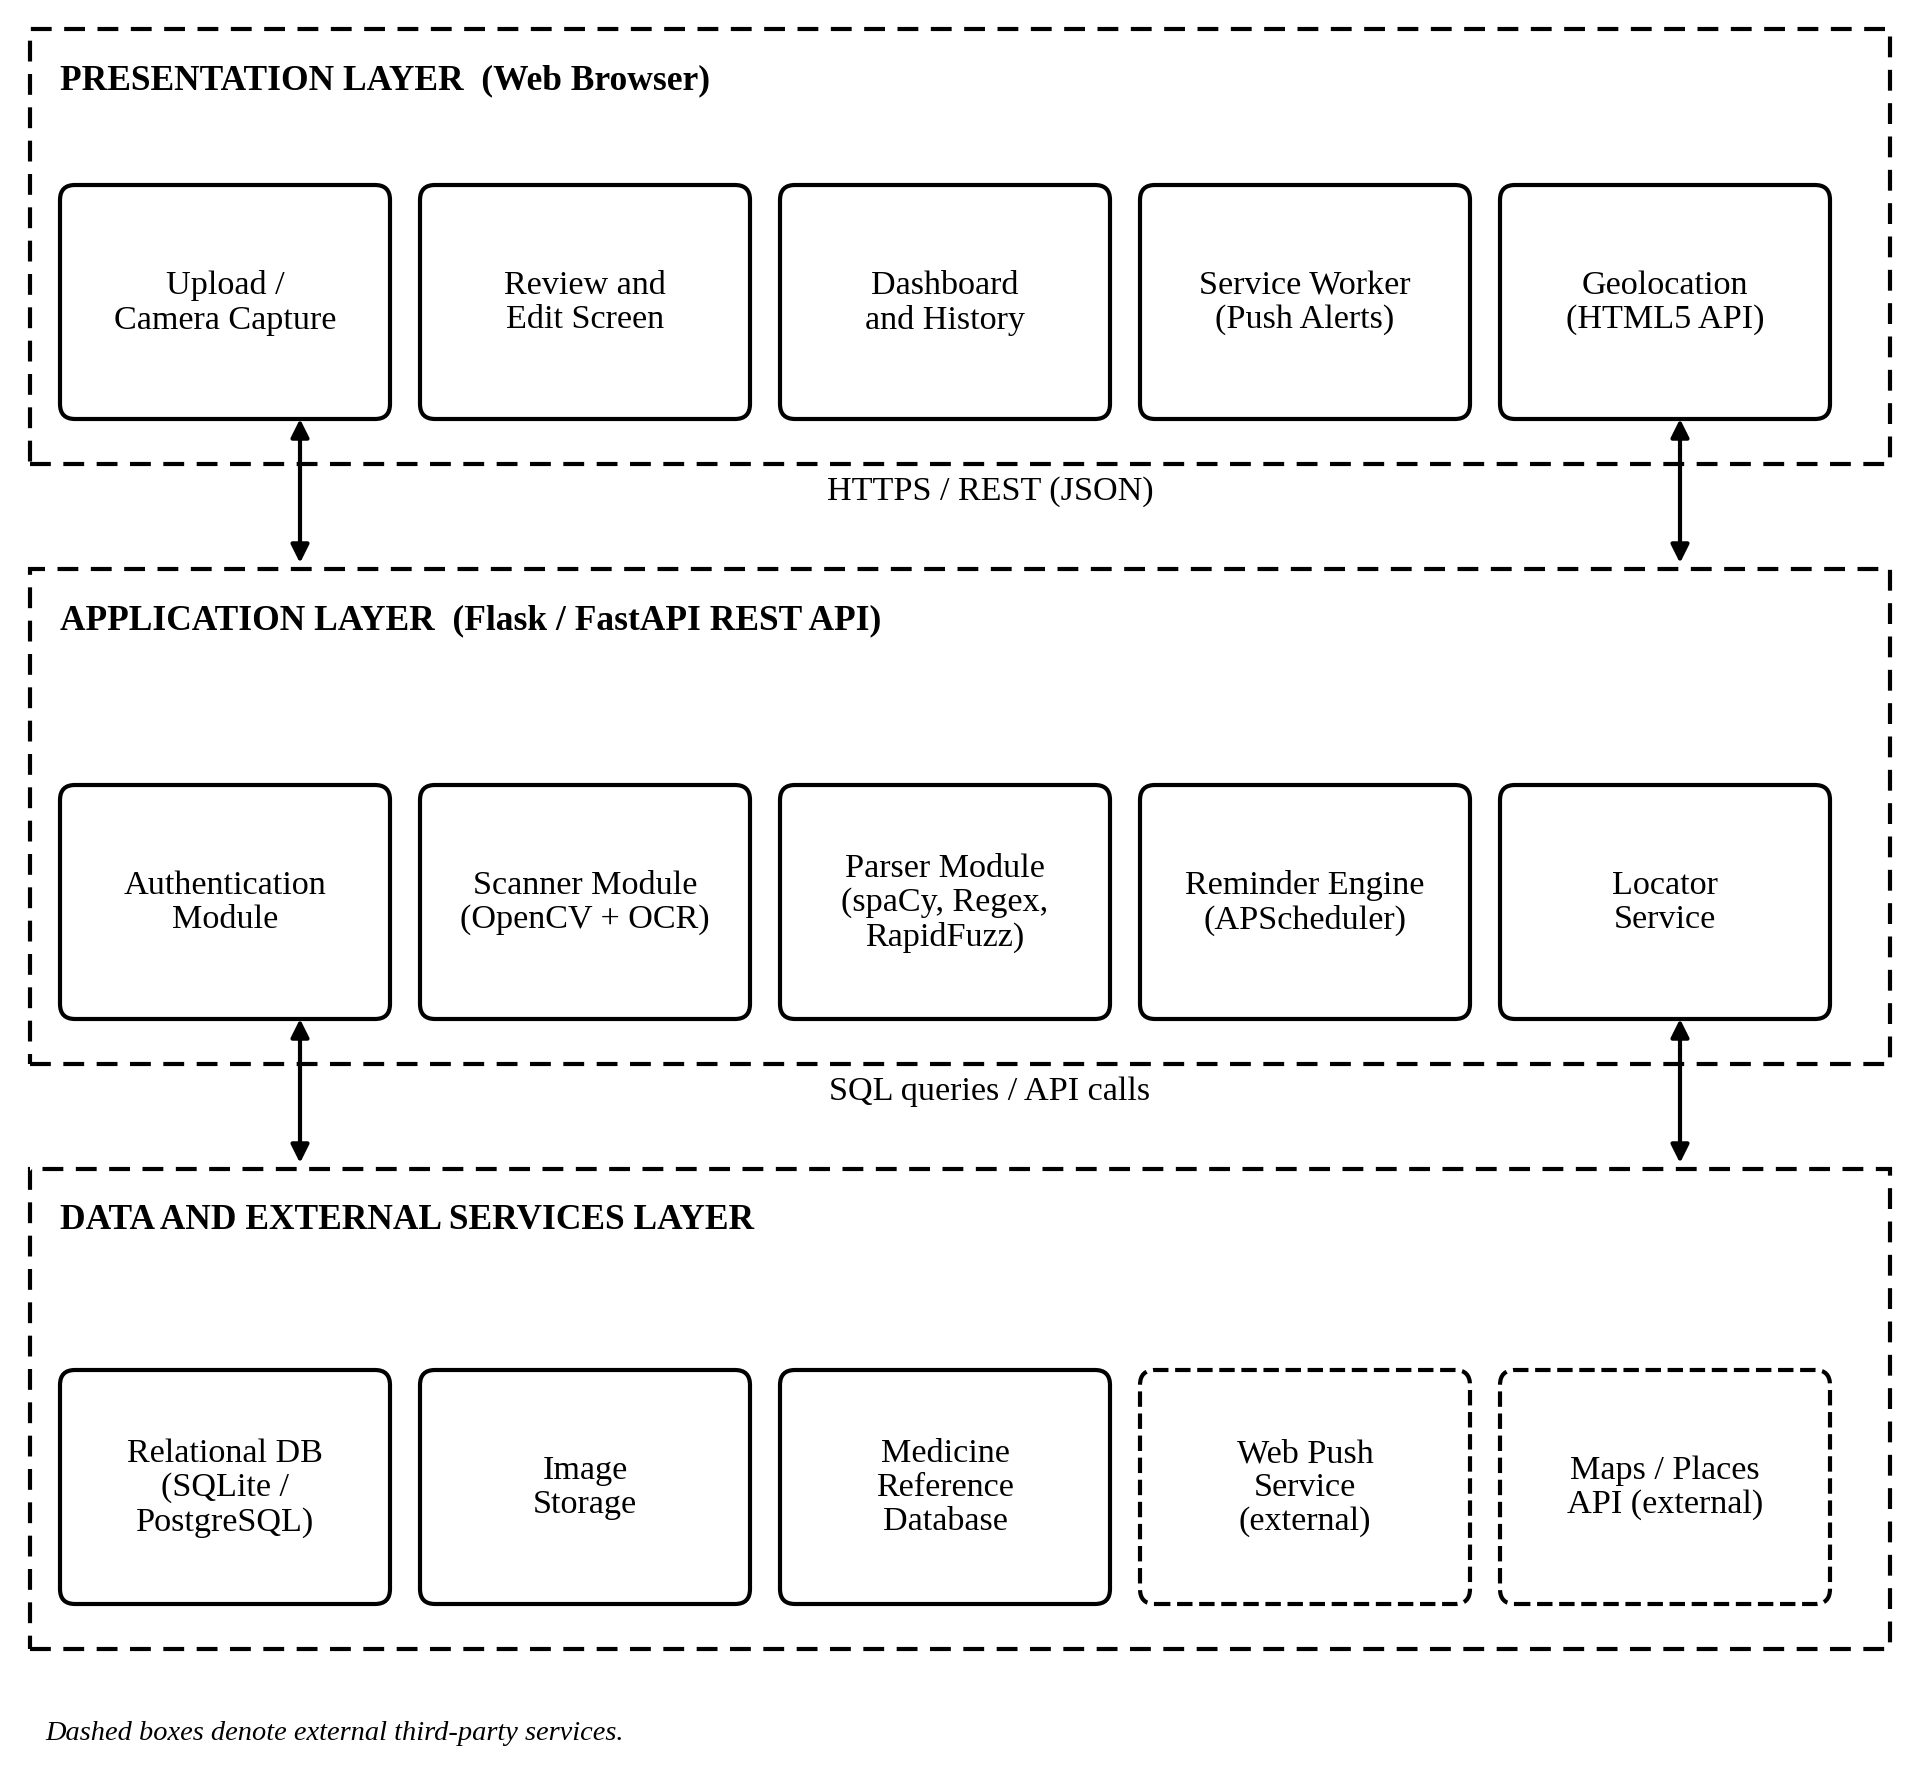 PRESENTATION LAYER (Web Browser)
Upload /
Camera Capture
Review and
Edit Screen
Dashboard
and History
Service Worker
(Push Alerts)
Geolocation
(HTML5 API)
HTTPS / REST (JSON)
APPLICATION LAYER (Flask / FastAPI REST API)
Authentication
Module
Scanner Module
(OpenCV + OCR)
Parser Module
(spaCy, Regex,
RapidFuzz)
Reminder Engine
(APScheduler)
Locator
Service
SQL queries / API calls
DATA AND EXTERNAL SERVICES LAYER
Relational DB
(SQLite /
PostgreSQL)
Image
Storage
Medicine
Reference
Database
Web Push
Service
(external)
Maps / Places
API (external)
Dashed boxes denote external third-party services.